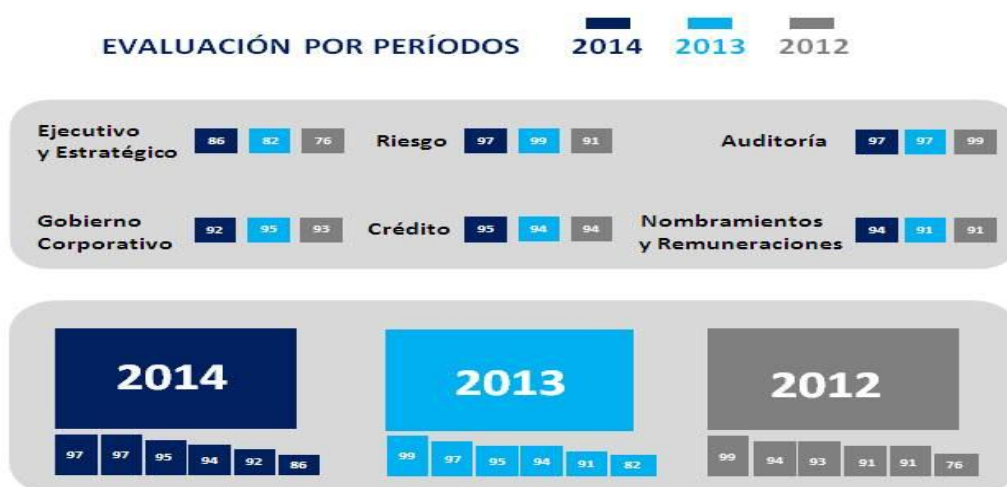 EVALUACIÓN POR PERÍODOS 2014 2013 2012
Ejecutivo
y Estratégico 86 82 76
Riesgo 97 99 91
Auditoría 97 97 99
Gobierno
Corporativo 92 95 93
Crédito 95 94 94
Nombramientos
y Remuneraciones 94 91 91
2014
97 97 95 94 92 86
2013
99 97 95 94 91 82
2012
99 94 93 91 91 76